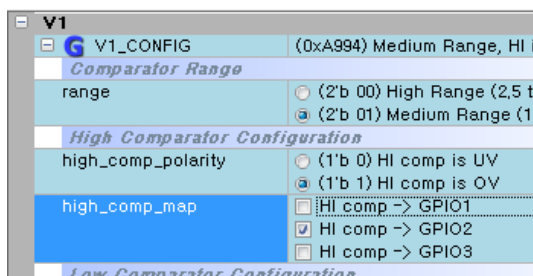 V1
G V1_CONFIG (0xA994) Medium Range, HI
Comparator Range
range (2'b 00) High Range (2,5 t
(2'b 01) Medium Range (1
High Comparator Configuration
high_comp_polarity (1'b 0) HI comp is UV
(1'b 1) HI comp is OV
high_comp_map HI comp -> GPIO1
HI comp -> GPIO2
HI comp -> GPIO3
Low Comparator Configuration